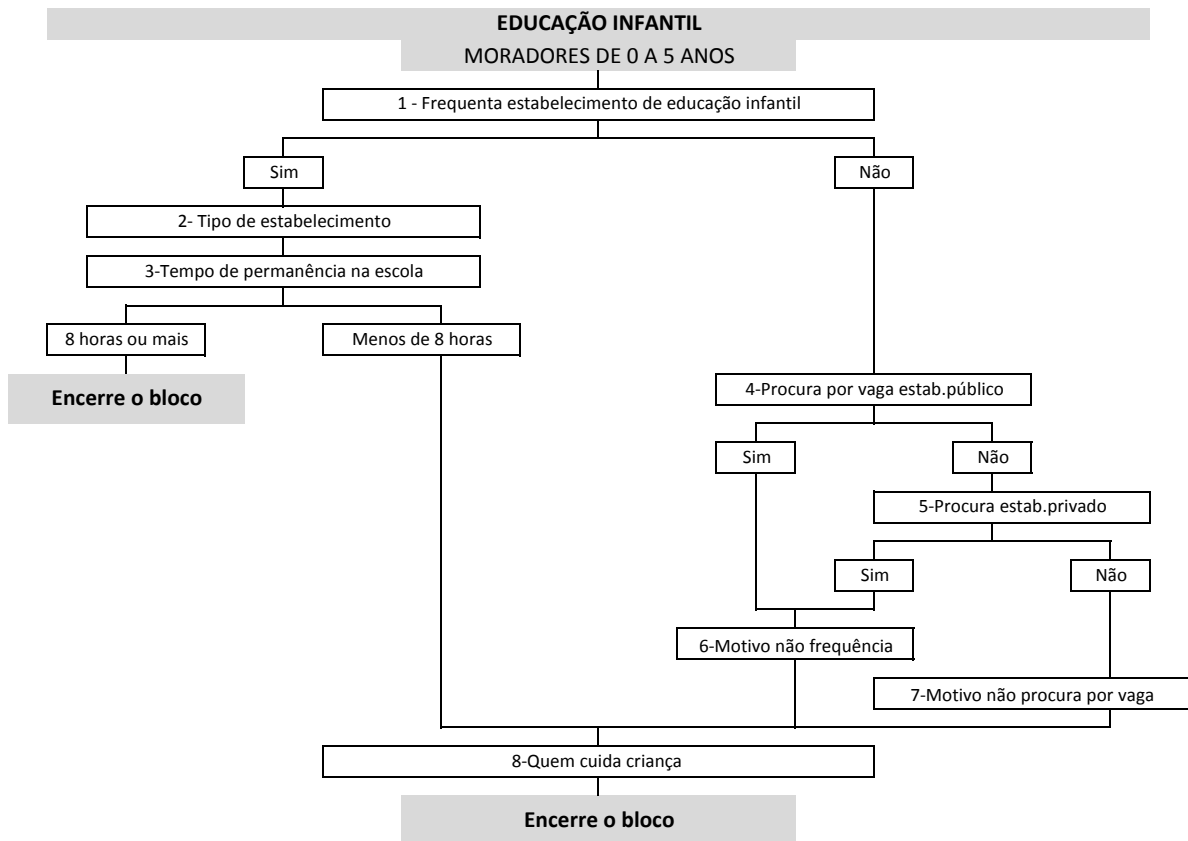 EDUCAÇÃO INFANTIL
MORADORES DE 0 A 5 ANOS
1 - Frequenta estabelecimento de educação infantil
Sim
Não
2- Tipo de estabelecimento
3-Tempo de permanência na escola
8 horas ou mais
Menos de 8 horas
Encerre o bloco
4-Procura por vaga estab.público
Sim
Não
5-Procura estab.privado
Sim
Não
6-Motivo não frequência
7-Motivo não procura por vaga
8-Quem cuida criança
Encerre o bloco